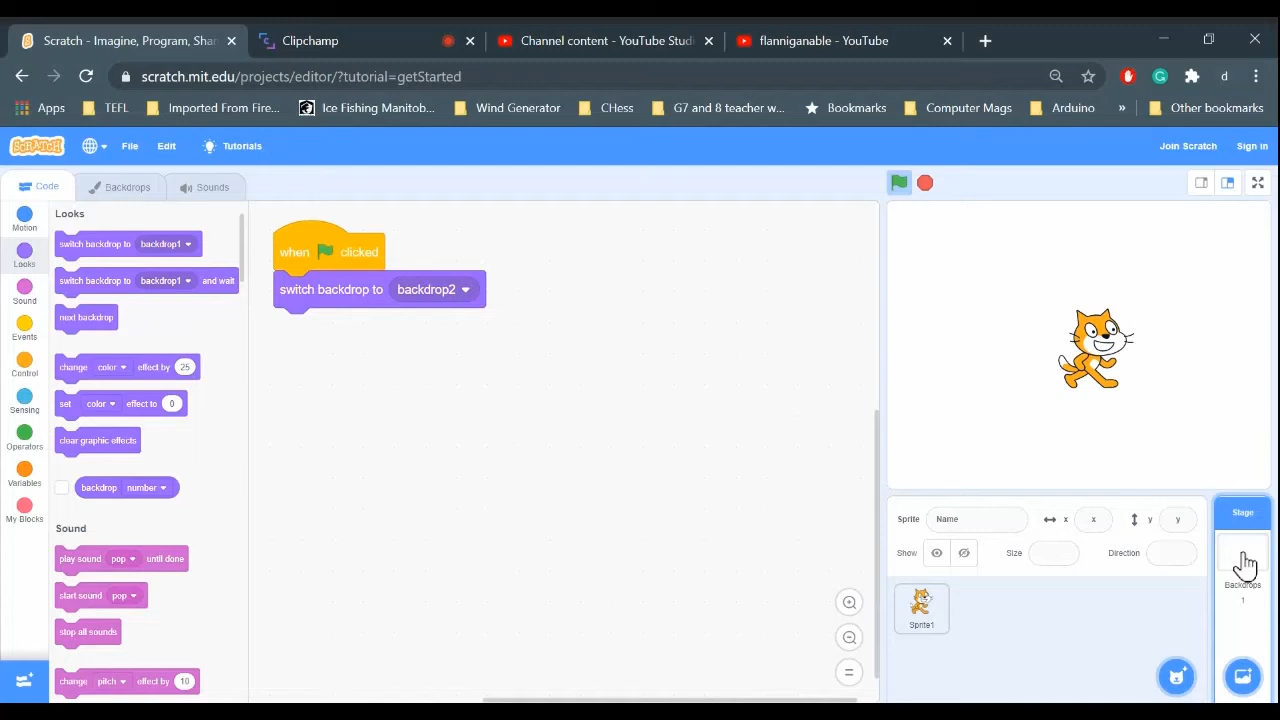 Scratch - Imagine, Program, Shar
Clipchamp
Channel content - YouTube Studi
flanniganable - YouTube
scratch.mit.edu/projects/editor/?tutorial=getStarted
d
Apps
TEFL
Imported From Fire...
Ice Fishing Manitob...
Wind Generator
CHess
G7 and 8 teacher w...
Bookmarks
Computer Mags
Arduino
»
Other bookmarks
SCRATCH
File
Edit
Tutorials
Join Scratch
Sign in
Code
Backdrops
Sounds
Motion
Looks
Sound
Events
Control
Sensing
Operators
Variables
My Blocks
Looks
switch backdrop to backdrop1
switch backdrop to backdrop1 and wait
next backdrop
change color effect by 25
set color effect to 0
clear graphic effects
backdrop number
Sound
play sound pop until done
start sound pop
stop all sounds
change pitch effect by 10
when clicked
switch backdrop to backdrop2
Sprite Name x x y y
Show Size Direction
Sprite1
Stage
Backdrops
1